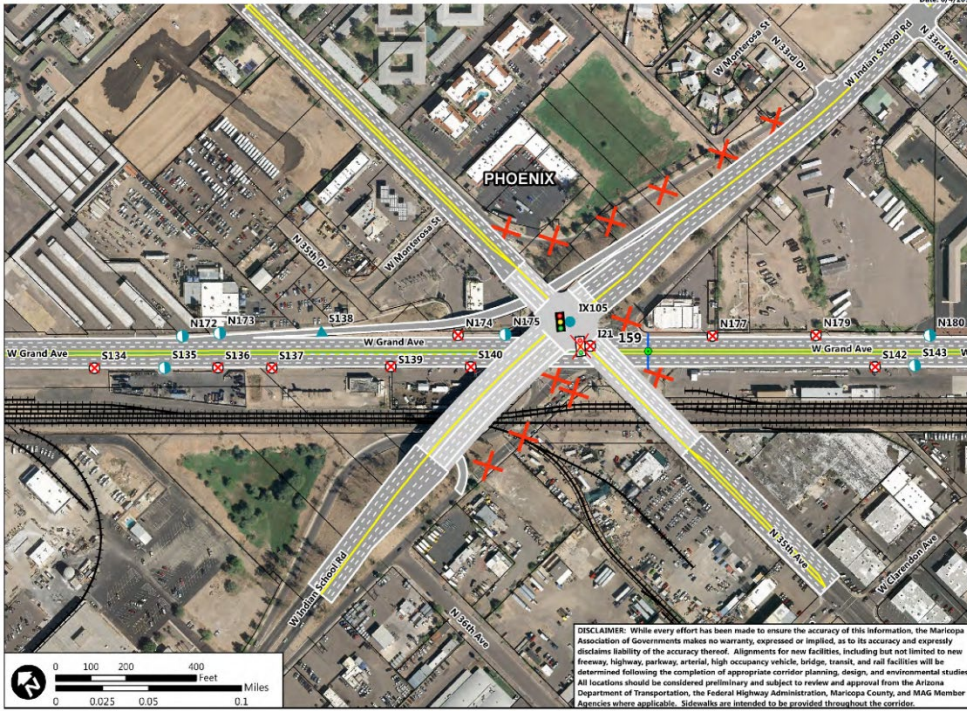 W Monterosa St
N 33rd Dr
W Indian School Rd
N 33rd Ave
PHOENIX
N 35th Dr
W Monterosa St
IX105
N172
N173
S138
N174
N175
I21
159
N177
N179
N180
W Grand Ave
W Grand Ave
W Grand Ave
S134
S135
S136
S137
S139
S140
S142
S143
W Indian School Rd
N 36th Ave
N 35th Ave
W Clarendon Ave
0 100 200 400
Feet
Miles
0 0.025 0.05 0.1
DISCLAIMER: While every effort has been made to ensure the accuracy of this information, the Maricopa
Association of Governments makes no warranty, expressed or implied, as to its accuracy and expressly
disclaims liability of the accuracy thereof. Alignments for new facilities, including but not limited to new
freeway, highway, parkway, arterial, high occupancy vehicle, bridge, transit, and rail facilities will be
determined following the completion of appropriate corridor planning, design, and environmental studies
All locations should be considered preliminary and subject to review and approval from the Arizona
Department of Transportation, the Federal Highway Administration, Maricopa County, and MAG Member
Agencies where applicable. Sidewalks are intended to be provided throughout the corridor.